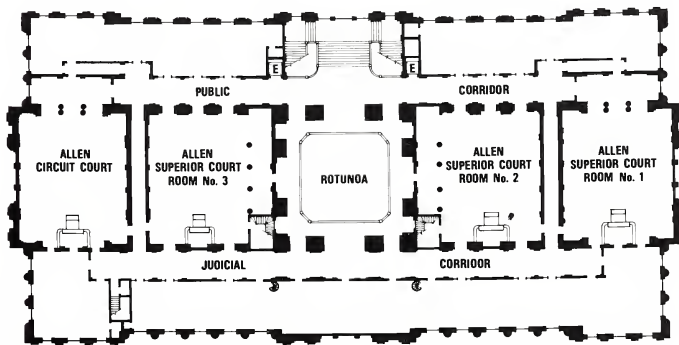 E
E
PUBLIC
CORRIDOR
ALLEN
CIRCUIT COURT
ALLEN
SUPERIOR COURT
ROOM No. 3
ROTUNOA
ALLEN
SUPERIOR COURT
ROOM No. 2
ALLEN
SUPERIOR COURT
ROOM No. 1
JUOICIAL
CORRIOOR